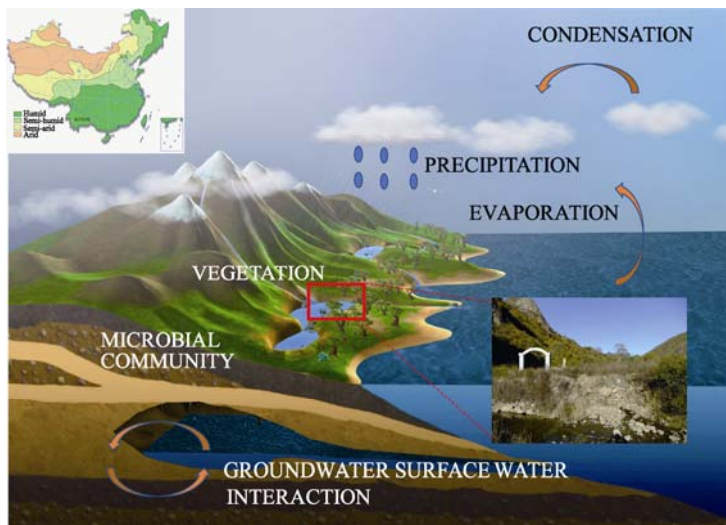 Humid
Semi-humid
Semi-arid
Arid
CONDENSATION
PRECIPITATION
EVAPORATION
VEGETATION
MICROBIAL
COMMUNITY
GROUNDWATER SURFACE WATER
INTERACTION